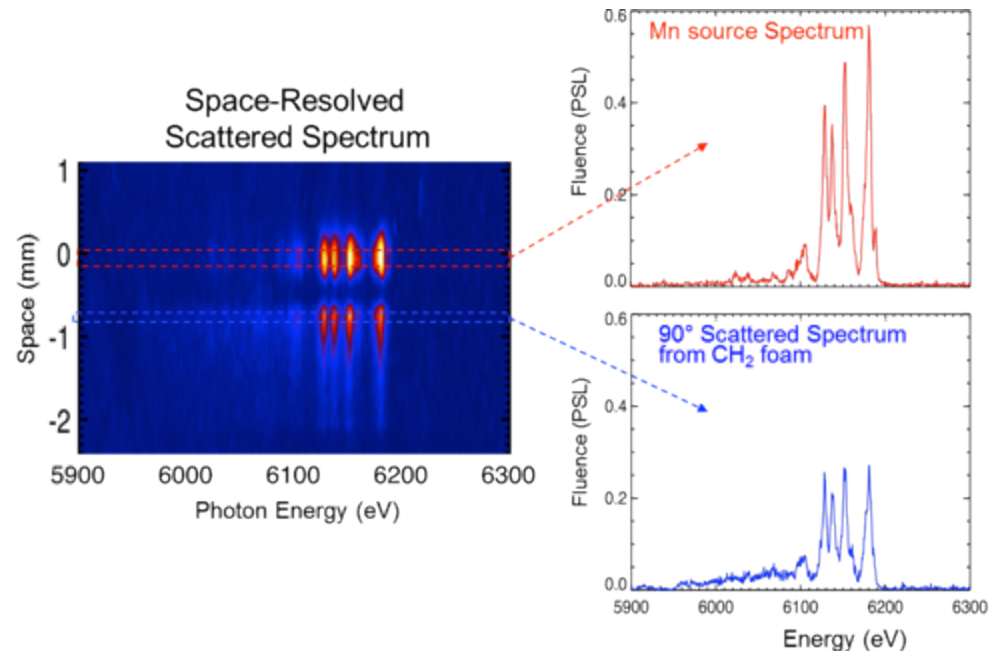 Space-Resolved
Scattered Spectrum
1
0
-1
-2
Space (mm)
5900 6000 6100 6200 6300
Photon Energy (eV)
0.6
0.4
0.2
0.0
Fluence (PSL)
Mn source Spectrum
0.6
0.4
0.2
0.0
Fluence (PSL)
90° Scattered Spectrum
from CH₂ foam
5900 6000 6100 6200 6300
Energy (eV)